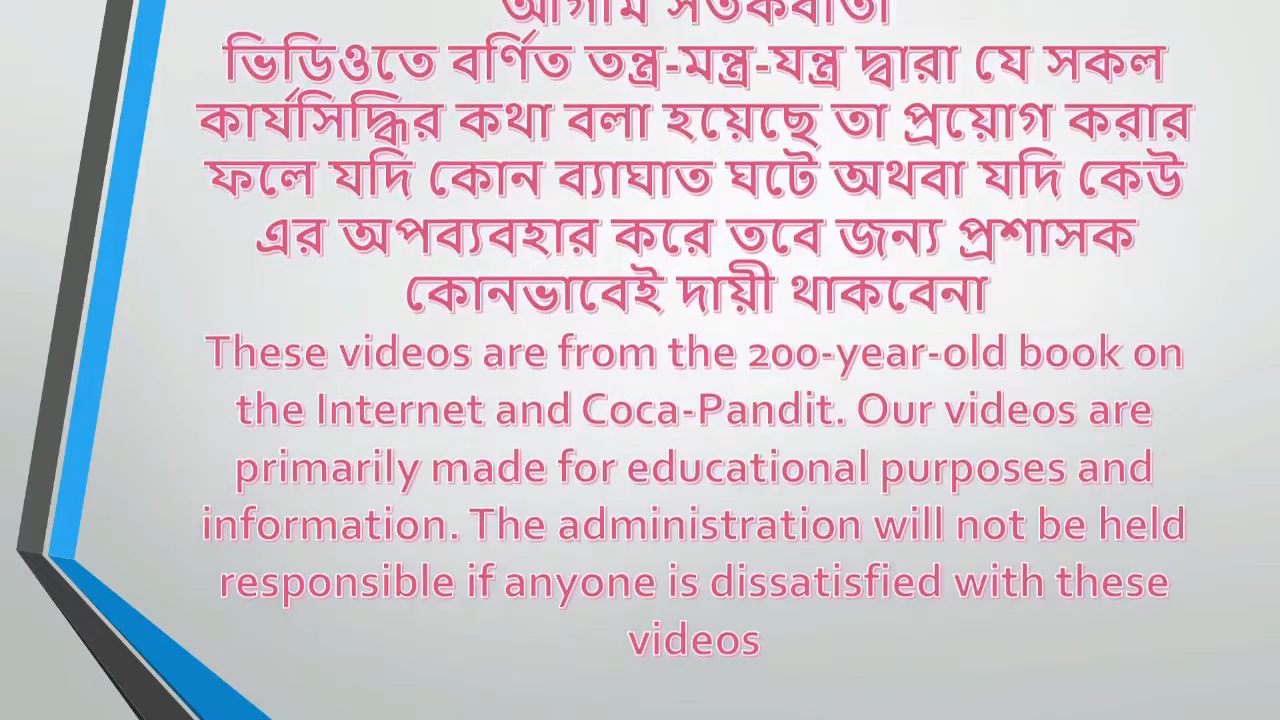 আগাম সতর্কবার্তা
ভিডিওতে বর্ণিত তন্ত্র-মন্ত্র-যন্ত্র দ্বারা যে সকল
কার্যসিদ্ধির কথা বলা হয়েছে তা প্রয়োগ করার
ফলে যদি কোন ব্যাঘাত ঘটে অথবা যদি কেউ
এর অপব্যবহার করে তবে জন্য প্রশাসক
কোনভাবেই দায়ী থাকবেনা
These videos are from the 200-year-old book on
the Internet and Coca-Pandit. Our videos are
primarily made for educational purposes and
information. The administration will not be held
responsible if anyone is dissatisfied with these
videos